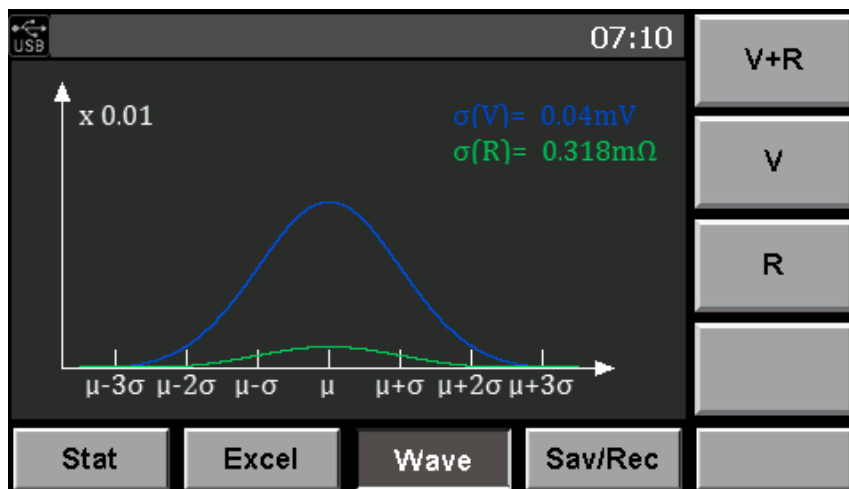 USB
07:10
x 0.01
σ(V)= 0.04mV
σ(R)= 0.318mΩ
μ-3σ μ-2σ μ-σ μ μ+σ μ+2σ μ+3σ
V+R
V
R
Stat Excel Wave Sav/Rec